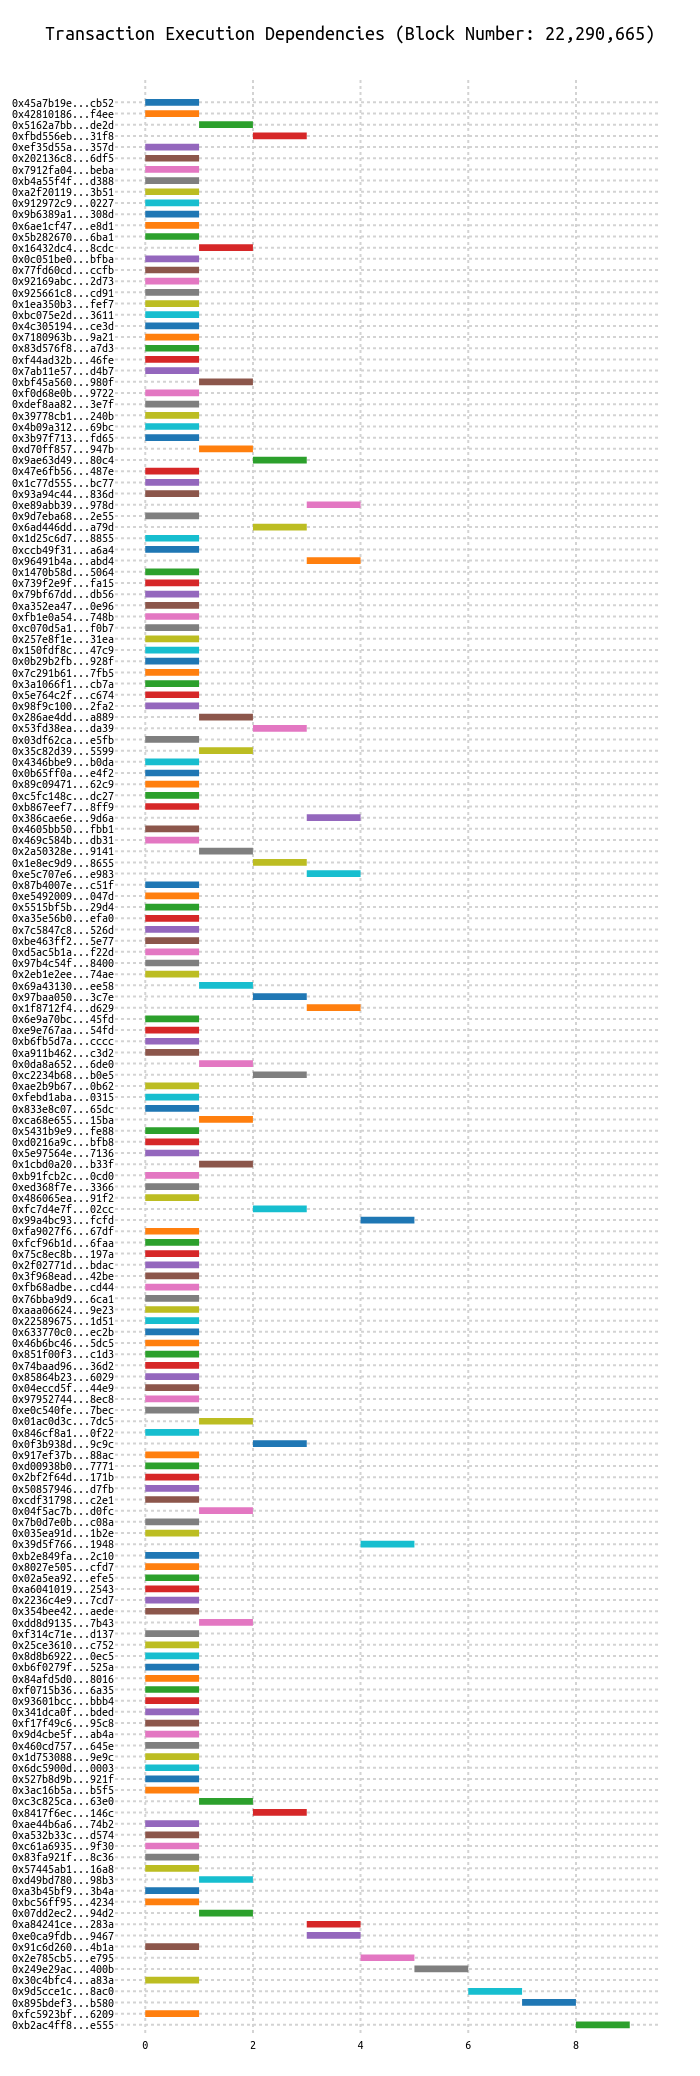 Transaction Execution Dependencies (Block Number: 22,290,665)
0x45a7b19e...cb52
0x42810186...f4ee
0x5162a7bb...de2d
0xfbd556eb...31f8
0xef35d55a...357d
0x202136c8...6df5
0x7912fa04...beba
0xb4a55f4f...d388
0xa2f20119...3b51
0x912972c9...0227
0x9b6389a1...308d
0x6ae1cf47...e8d1
0x5b282670...6ba1
0x16432dc4...8cdc
0x0c051be0...bfba
0x77fd60cd...ccfb
0x92169abc...2d73
0x925661c8...cd91
0x1ea350b3...fef7
0xbc075e2d...3611
0x4c305194...ce3d
0x7180963b...9a21
0x83d576f8...a7d3
0xf44ad32b...46fe
0x7ab11e57...d4b7
0xbf45a560...980f
0xf0d68e0b...9722
0xdef8aa82...3e7f
0x39778cb1...240b
0x4b09a312...69bc
0x3b97f713...fd65
0xd70ff857...947b
0x9ae63d49...80c4
0x47e6fb56...487e
0x1c77d555...bc77
0x93a94c44...836d
0xe89abb39...978d
0x9d7eba68...2e55
0x6ad446dd...a79d
0x1d25c6d7...8855
0xccb49f31...a6a4
0x96491b4a...abd4
0x1470b58d...5064
0x739f2e9f...fa15
0x79bf67dd...db56
0xa352ea47...0e96
0xfb1e0a54...748b
0xc070d5a1...f0b7
0x257e8f1e...31ea
0x150fdf8c...47c9
0x0b29b2fb...928f
0x7c291b61...7fb5
0x3a1066f1...cb7a
0x5e764c2f...c674
0x98f9c100...2fa2
0x286ae4dd...a889
0x53fd38ea...da39
0x03df62ca...e5fb
0x35c82d39...5599
0x4346bbe9...b0da
0x0b65ff0a...e4f2
0x89c09471...62c9
0xc5fc148c...dc27
0xb867eef7...8ff9
0x386cae6e...9d6a
0x4605bb50...fbb1
0x469c584b...db31
0x2a50328e...9141
0x1e8ec9d9...8655
0xe5c707e6...e983
0x87b4007e...c51f
0xe5492009...047d
0x5515bf5b...29d4
0xa35e56b0...efa0
0x7c5847c8...526d
0xbe463ff2...5e77
0xd5ac5b1a...f22d
0x97b4c54f...8400
0x2eb1e2ee...74ae
0x69a43130...ee58
0x97baa050...3c7e
0x1f8712f4...d629
0x6e9a70bc...45fd
0xe9e767aa...54fd
0xb6fb5d7a...cccc
0xa911b462...c3d2
0x0da8a652...6de0
0xc2234b68...b0e5
0xae2b9b67...0b62
0xfebd1aba...0315
0x833e8c07...65dc
0xca68e655...15ba
0x5431b9e9...fe88
0xd0216a9c...bfb8
0x5e97564e...7136
0x1cbd0a20...b33f
0xb91fcb2c...0cd0
0xed368f7e...3366
0x486065ea...91f2
0xfc7d4e7f...02cc
0x99a4bc93...fcfd
0xfa9027f6...67df
0xfcf96b1d...6faa
0x75c8ec8b...197a
0x2f02771d...bdac
0x3f968ead...42be
0xfb68adbe...cd44
0x76bba9d9...6ca1
0xaaa06624...9e23
0x22589675...1d51
0x633770c0...ec2b
0x46b6bc46...5dc5
0x851f00f3...c1d3
0x74baad96...36d2
0x85864b23...6029
0x04eccd5f...44e9
0x97952744...8ec8
0xe0c540fe...7bec
0x01ac0d3c...7dc5
0x846cf8a1...0f22
0x0f3b938d...9c9c
0x917ef37b...88ac
0xd00938b0...7771
0x2bf2f64d...171b
0x50857946...d7fb
0xcdf31798...c2e1
0x04f5ac7b...d0fc
0x7b0d7e0b...c08a
0x035ea91d...1b2e
0x39d5f766...1948
0xb2e849fa...2c10
0x8027e505...cfd7
0x02a5ea92...efe5
0xa6041019...2543
0x2236c4e9...7cd7
0x354bee42...aede
0xdd8d9135...7b43
0xf314c71e...d137
0x25ce3610...c752
0x8d8b6922...0ec5
0xb6f0279f...525a
0x84afd5d0...8016
0xf0715b36...6a35
0x93601bcc...bbb4
0x341dca0f...bded
0xf17f49c6...95c8
0x9d4cbe5f...ab4a
0x460cd757...645e
0x1d753088...9e9c
0x6dc5900d...0003
0x527b8d9b...921f
0x3ac16b5a...b5f5
0xc3c825ca...63e0
0x8417f6ec...146c
0xae44b6a6...74b2
0xa532b33c...d574
0xc61a6935...9f30
0x83fa921f...8c36
0x57445ab1...16a8
0xd49bd780...98b3
0xa3b45bf9...3b4a
0xbc56ff95...4234
0x07dd2ec2...94d2
0xa84241ce...283a
0xe0ca9fdb...9467
0x91c6d260...4b1a
0x2e785cb5...e795
0x249e29ac...400b
0x30c4bfc4...a83a
0x9d5cce1c...8ac0
0x895bdef3...b580
0xfc5923bf...6209
0xb2ac4ff8...e555
0 2 4 6 8